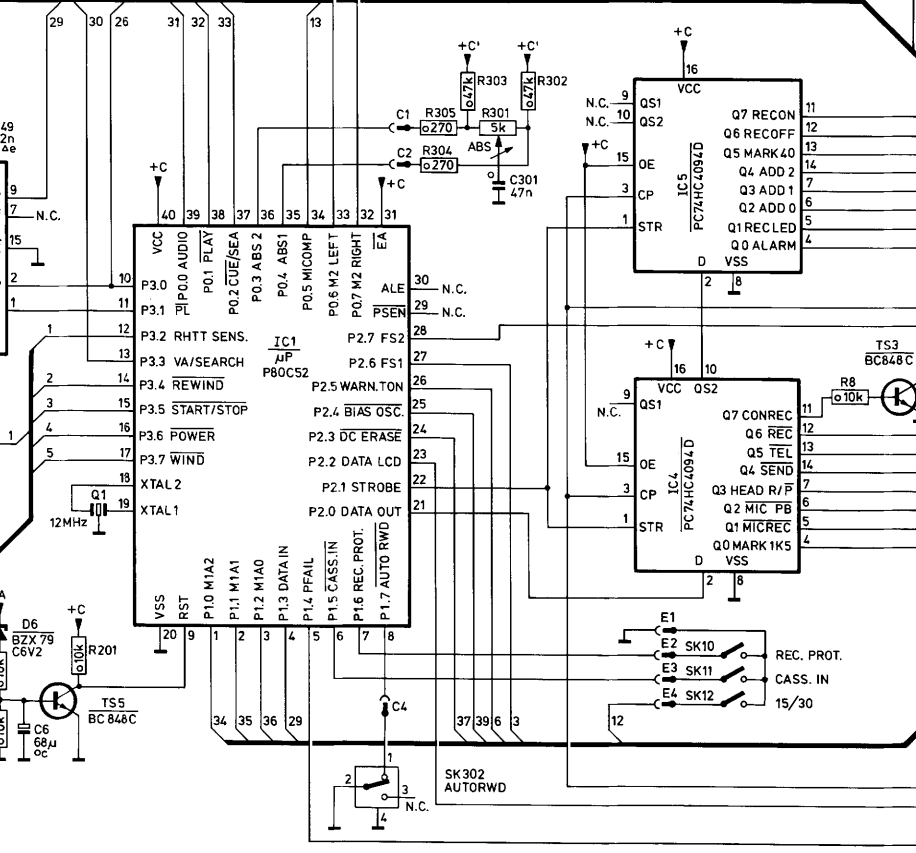 29 30 26 31 32 33 13
+C' +C' +C
R303 47k R302 47k
16
VCC
49
2n
C1 R305 270 R301 5k
N.C. 9 QS1
N.C. 10 QS2
Q7 RECON 11
Q6 RECOFF 12
ABS
C2 R304 270
+C
+C
+C
C301
47n
15 OE
Q5 MARK40 13
Q4 ADD 2 14
3 CP
IC5
PC74HC4094D
Q3 ADD 1 7
Q2 ADD 0 6
1 STR
Q1 REC LED 5
Q0 ALARM 4
D VSS
2 8
9
7 N.C.
15
2
1
40 39 38 37 36 35 34 33 32 31
VCC
P0.0 AUDIO
P0.1 PLAY
P0.2 CUE/SEA
P0.3 ABS 2
P0.4 ABS1
P0.5 MICOMP
P0.6 M2 LEFT
P0.7 M2 RIGHT
EA
10 P3.0
11 P3.1 PL
1 12 P3.2 RHTT SENS.
13 P3.3 VA/SEARCH
2 14 P3.4 REWIND
3 15 P3.5 START/STOP
1 4 16 P3.6 POWER
5 17 P3.7 WIND
18 XTAL2
19 XTAL1
Q1
12MHz
IC1
µP
P80C52
ALE 30 N.C.
PSEN 29 N.C.
P2.7 FS2 28
P2.6 FS1 27
P2.5 WARN.TON 26
P2.4 BIAS OSC. 25
P2.3 DC ERASE 24
P2.2 DATA LCD 23
P2.1 STROBE 22
P2.0 DATA OUT 21
VSS
RST
P1.0 M1A2
P1.1 M1A1
P1.2 M1A0
P1.3 DATA IN
P1.4 PFAIL
P1.5 CASS.IN
P1.6 REC. PROT.
P1.7 AUTO RWD
20 9 1 2 3 4 5 6 7 8
+C
16 10
VCC QS2
N.C. 9 QS1
15 OE
3 CP
1 STR
IC4
PC74HC4094D
Q7 CONREC 11
Q6 REC 12
Q5 TEL 13
Q4 SEND 14
Q3 HEAD R/P 7
Q2 MIC PB 6
Q1 MICREC 5
Q0 MARK1K5 4
D VSS
2 8
R8
10k
TS3
BC848C
A
D6
BZX 79
C6V2
+C
R201
10k
TS5
BC848C
C6
68µ
34 35 36 29
37 39 6 3
12
C4
E1
E2 SK10 REC. PROT.
E3 SK11 CASS. IN
E4 SK12 15/30
1
2
3
N.C.
4
SK302
AUTORWD